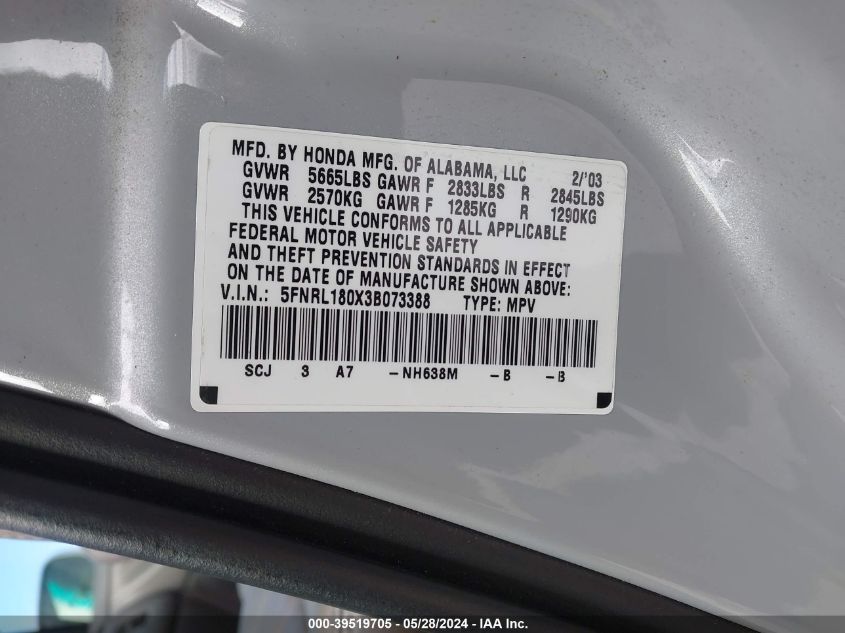 MFD. BY HONDA MFG. OF ALABAMA, LLC 2/'03
GVWR 5665LBS GAWR F 2833LBS R 2845LBS
GVWR 2570KG GAWR F 1285KG R 1290KG
THIS VEHICLE CONFORMS TO ALL APPLICABLE
FEDERAL MOTOR VEHICLE SAFETY
AND THEFT PREVENTION STANDARDS IN EFFECT
ON THE DATE OF MANUFACTURE SHOWN ABOVE:
V.I.N.: 5FNRL180X3B073388 TYPE: MPV
SCJ 3 A7 -NH638M -B -B
000-39519705 - 05/28/2024 - IAA Inc.